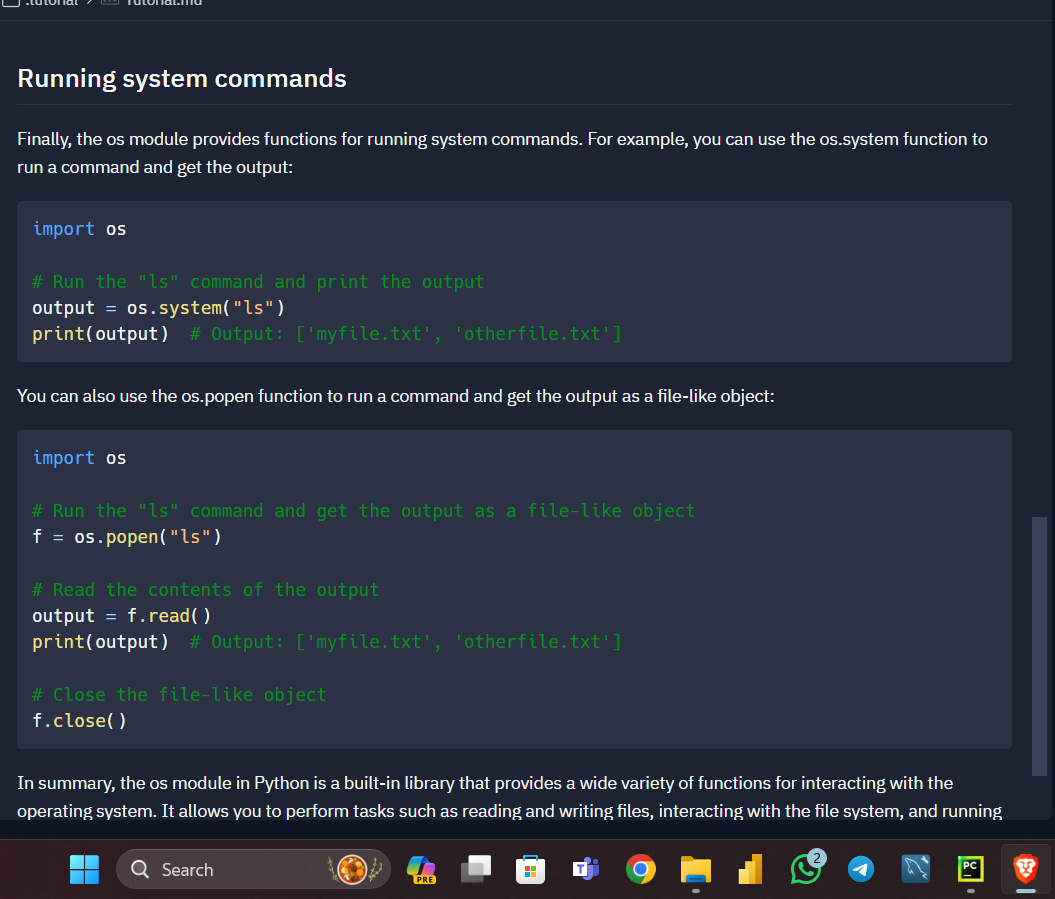 .tutorial > Tutorial.md
Running system commands
Finally, the os module provides functions for running system commands. For example, you can use the os.system function to
run a command and get the output:
import os
# Run the "ls" command and print the output
output = os.system("ls")
print(output)  # Output: ['myfile.txt', 'otherfile.txt']
You can also use the os.popen function to run a command and get the output as a file-like object:
import os
# Run the "ls" command and get the output as a file-like object
f = os.popen("ls")
# Read the contents of the output
output = f.read()
print(output)  # Output: ['myfile.txt', 'otherfile.txt']
# Close the file-like object
f.close()
In summary, the os module in Python is a built-in library that provides a wide variety of functions for interacting with the
operating system. It allows you to perform tasks such as reading and writing files, interacting with the file system, and running
Search
PRE
T
2
PC